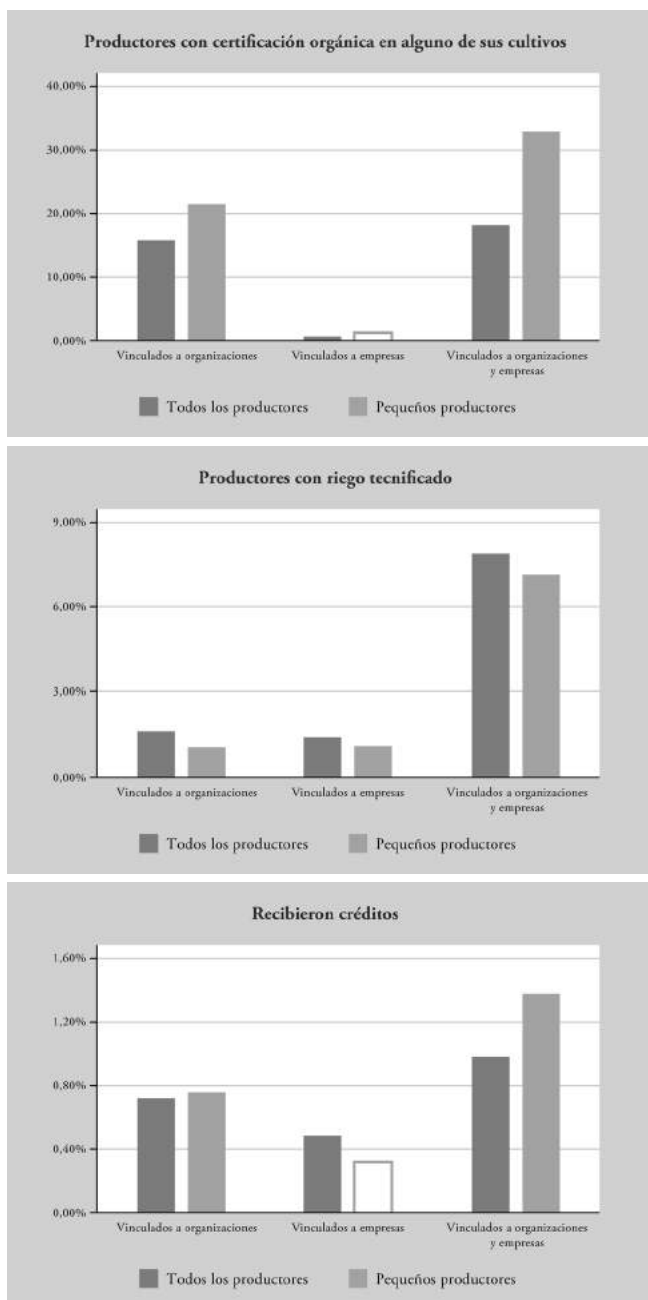 Productores con certificación orgánica en alguno de sus cultivos
40,00%
30,00%
20,00%
10,00%
0,00%
Vinculados a organizaciones
Vinculados a empresas
Vinculados a organizaciones
y empresas
Todos los productores
Pequeños productores
Productores con riego tecnificado
9,00%
6,00%
3,00%
0,00%
Vinculados a organizaciones
Vinculados a empresas
Vinculados a organizaciones
y empresas
Todos los productores
Pequeños productores
Recibieron créditos
1,60%
1,20%
0,80%
0,40%
0,00%
Vinculados a organizaciones
Vinculados a empresas
Vinculados a organizaciones
y empresas
Todos los productores
Pequeños productores